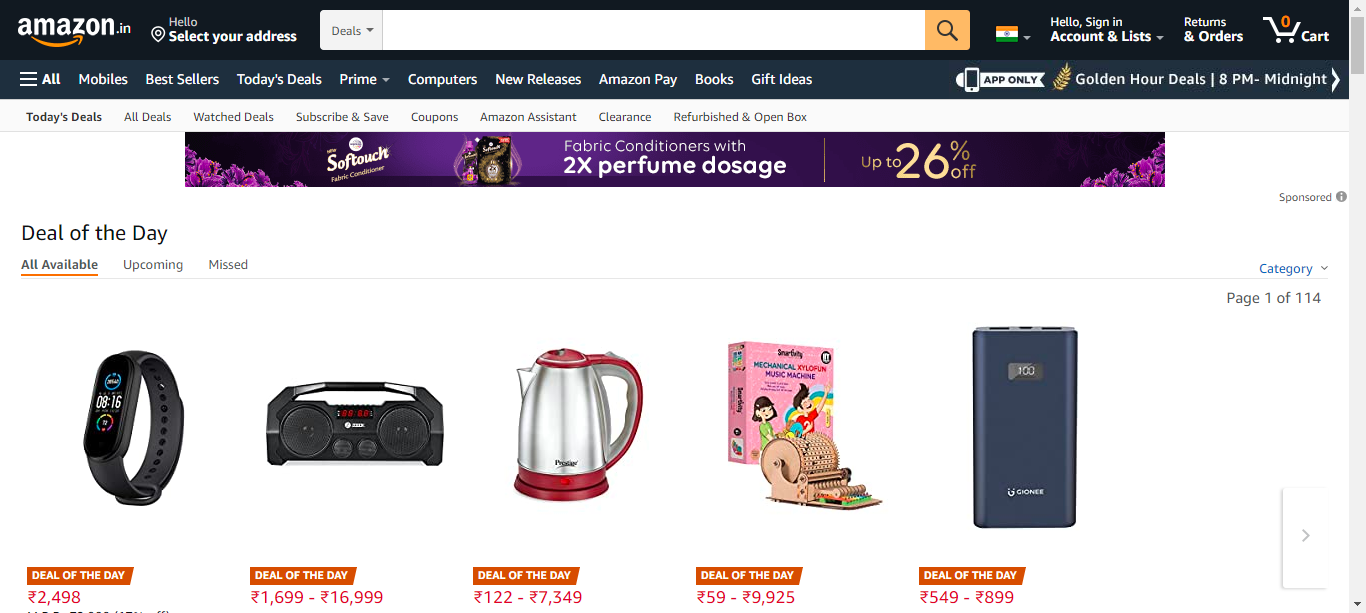 amazon.in
Hello
Select your address
Deals
Hello, Sign in
Account & Lists
Returns
& Orders
0
Cart
All
Mobiles
Best Sellers
Today's Deals
Prime
Computers
New Releases
Amazon Pay
Books
Gift Ideas
APP ONLY
Golden Hour Deals | 8 PM- Midnight
Today's Deals
All Deals
Watched Deals
Subscribe & Save
Coupons
Amazon Assistant
Clearance
Refurbished & Open Box
NEW
Softouch
Fabric Conditioner
Fabric Conditioners with
2X perfume dosage
Up to 26% off
Sponsored
Deal of the Day
All Available
Upcoming
Missed
Category
Page 1 of 114
08:16
ZOOOK
Prestige
Smartivity
MECHANICAL XYLOFUN
MUSIC MACHINE
100
GIONEE
DEAL OF THE DAY
₹2,498
DEAL OF THE DAY
₹1,699 - ₹16,999
DEAL OF THE DAY
₹122 - ₹7,349
DEAL OF THE DAY
₹59 - ₹9,925
DEAL OF THE DAY
₹549 - ₹899